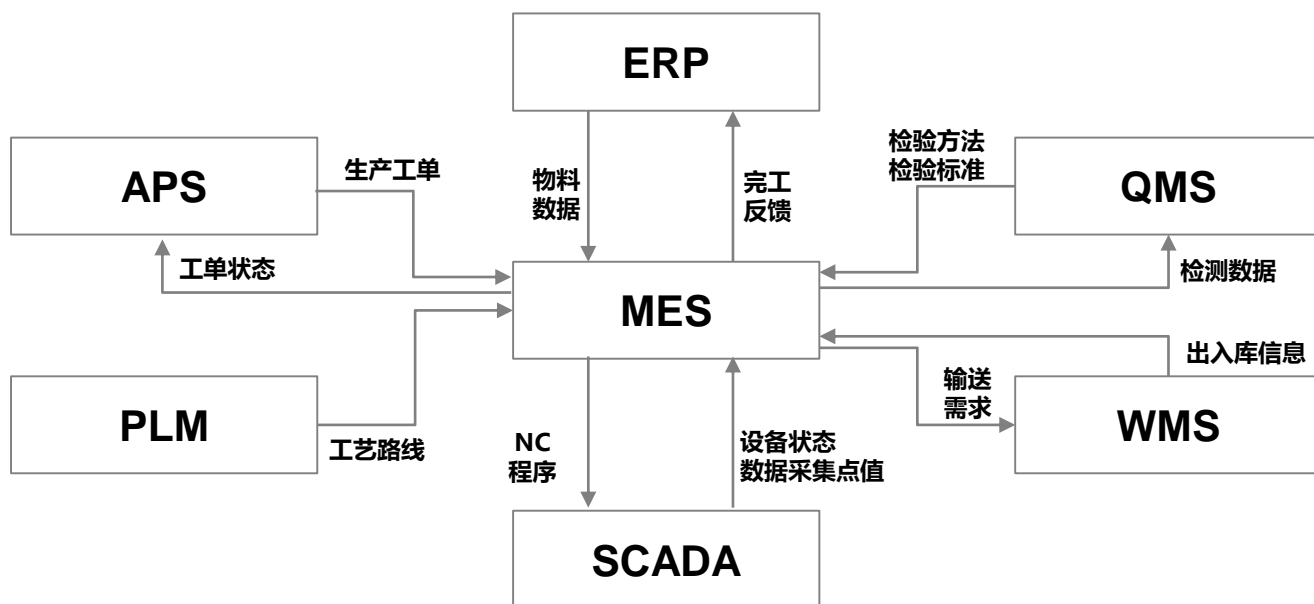 ERP
APS
生产工单
工单状态
物料
数据
完工
反馈
检验方法
检验标准
QMS
检测数据
MES
PLM
工艺路线
NC
程序
设备状态
数据采集点值
输送
需求
出入库信息
WMS
SCADA